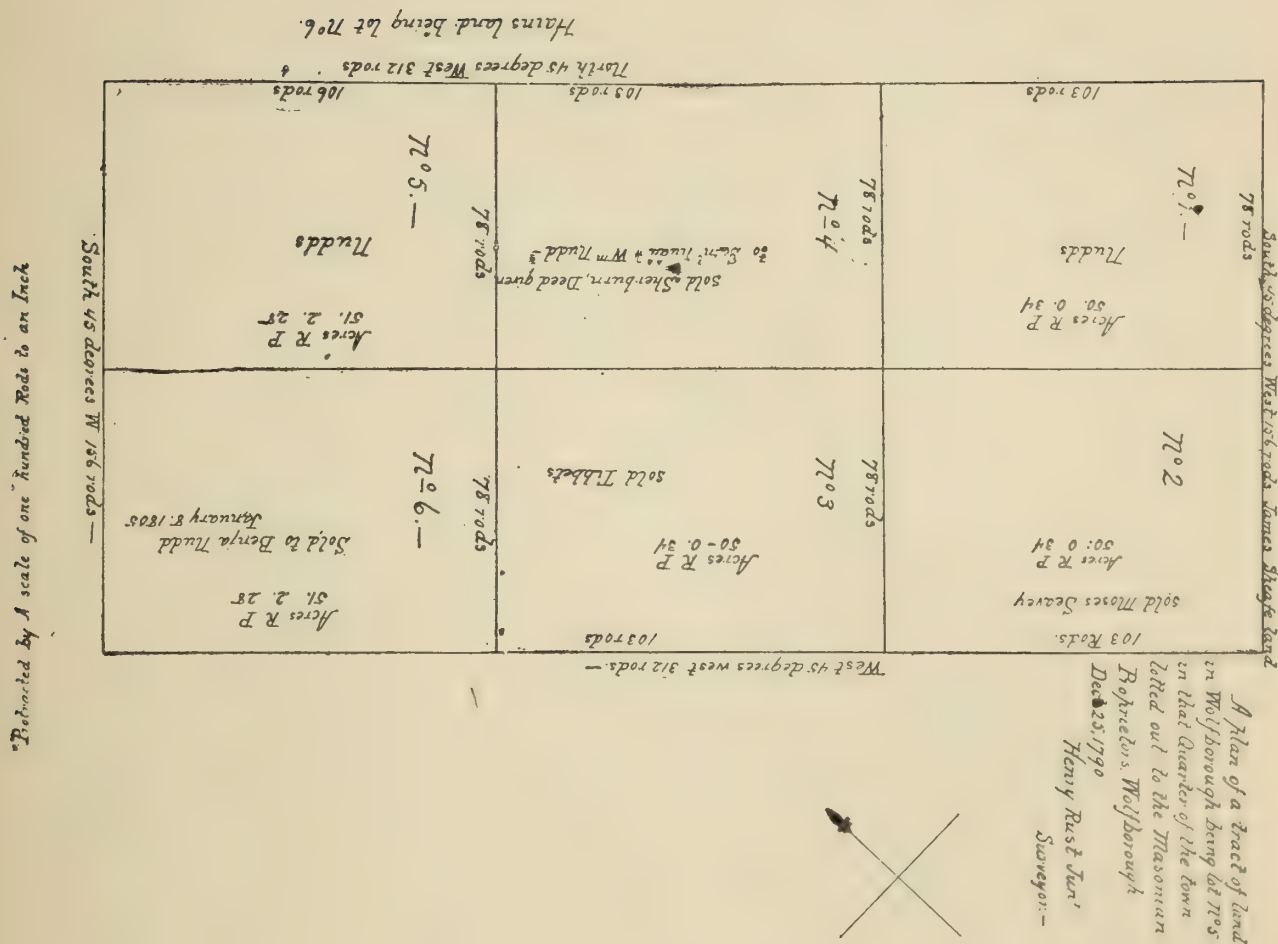 Hains land being lot No 6.
North 45 degrees West 312 rods
106 rods
103 rods
103 rods
No 5.—
78 rods
Nudds
Acres R P
51. 2. 28
78 rods
No 4
sold Sherburn, Deed given
to Sam'l Nudd & Wm Nudd
No 1.—
78 rods
Nudds
Acres R P
50. 0. 34
South 45 degrees W 156 rods—
South 45 degrees West 156 rods James Sheafe land
No 6.—
78 rods
Sold to Benja Nudd
January 8. 1805
Acres R P
51. 2. 28
sold Tibbets
No 3
78 rods
Acres R P
50-0. 34
103 rods
No 2
Acres R P
50: 0 34
sold Moses Seavey
103 Rods.
West 45 degrees west 312 rods.—
A plan of a tract of land
in Wolfborough being lot No 5
in that Quarter of the town
lotted out to the Masonian
Proprietors. Wolfborough
Dec 25, 1790
Henry Rust Jun'
Surveyor:—
"Protracted by A scale of one hundred Rods to an Inch